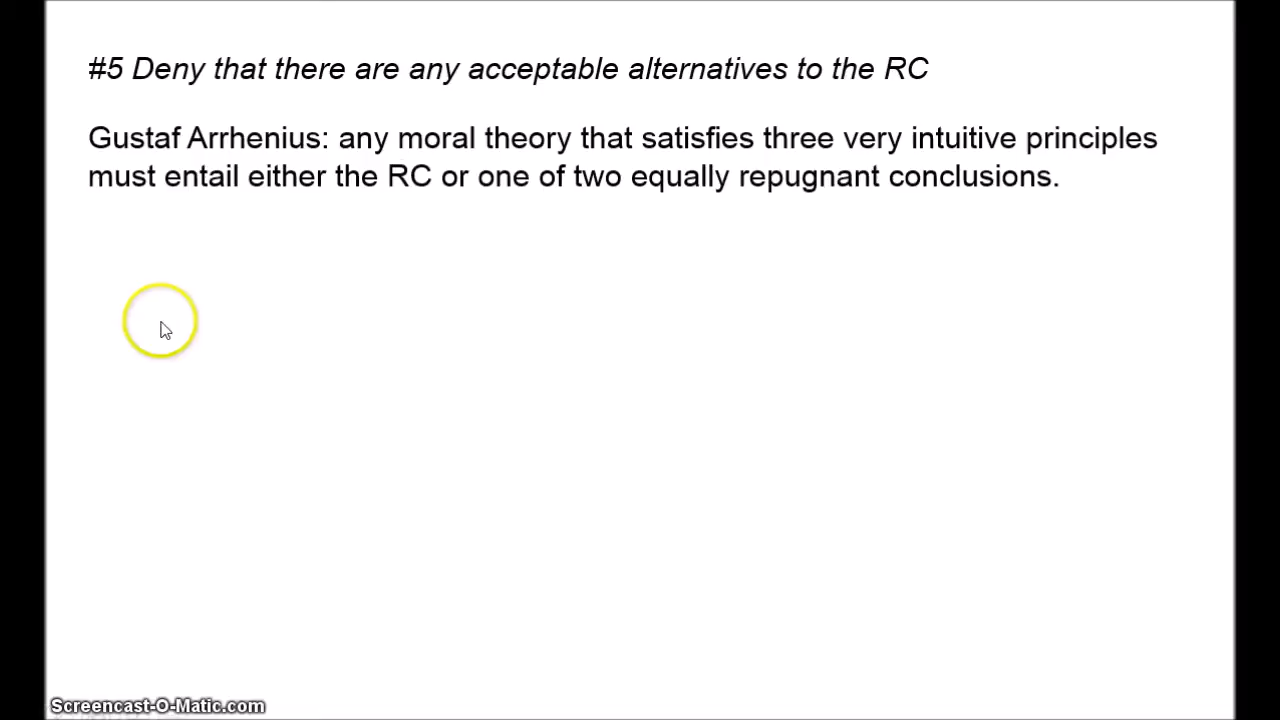 #5 Deny that there are any acceptable alternatives to the RC
Gustaf Arrhenius: any moral theory that satisfies three very intuitive principles
must entail either the RC or one of two equally repugnant conclusions.
Screencast-O-Matic.com